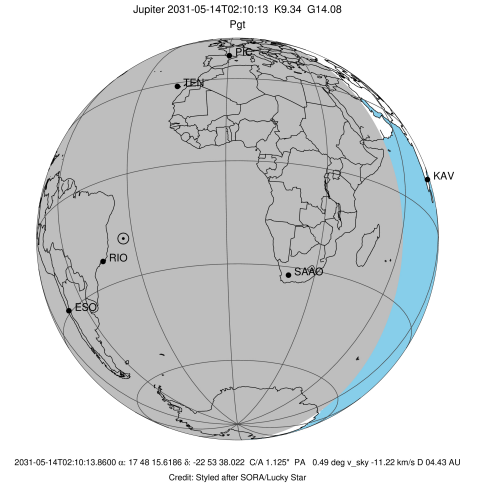 Jupiter 2031-05-14T02:10:13 K9.34 G14.08
Pgt
PIC
TEN
KAV
RIO
SAAO
ESO
2031-05-14T02:10:13.8600 α: 17 48 15.6186 δ: -22 53 38.022 C/A 1.125" PA 0.49 deg v_sky -11.22 km/s D 04.43 AU
Credit: Styled after SORA/Lucky Star